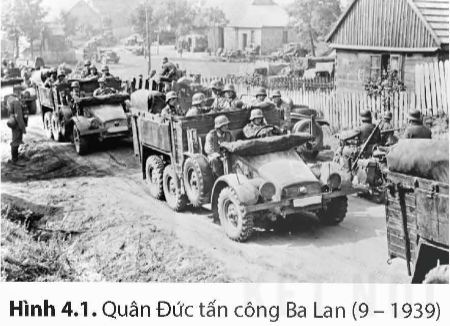 Hình 4.1. Quân Đức tấn công Ba Lan (9 – 1939)